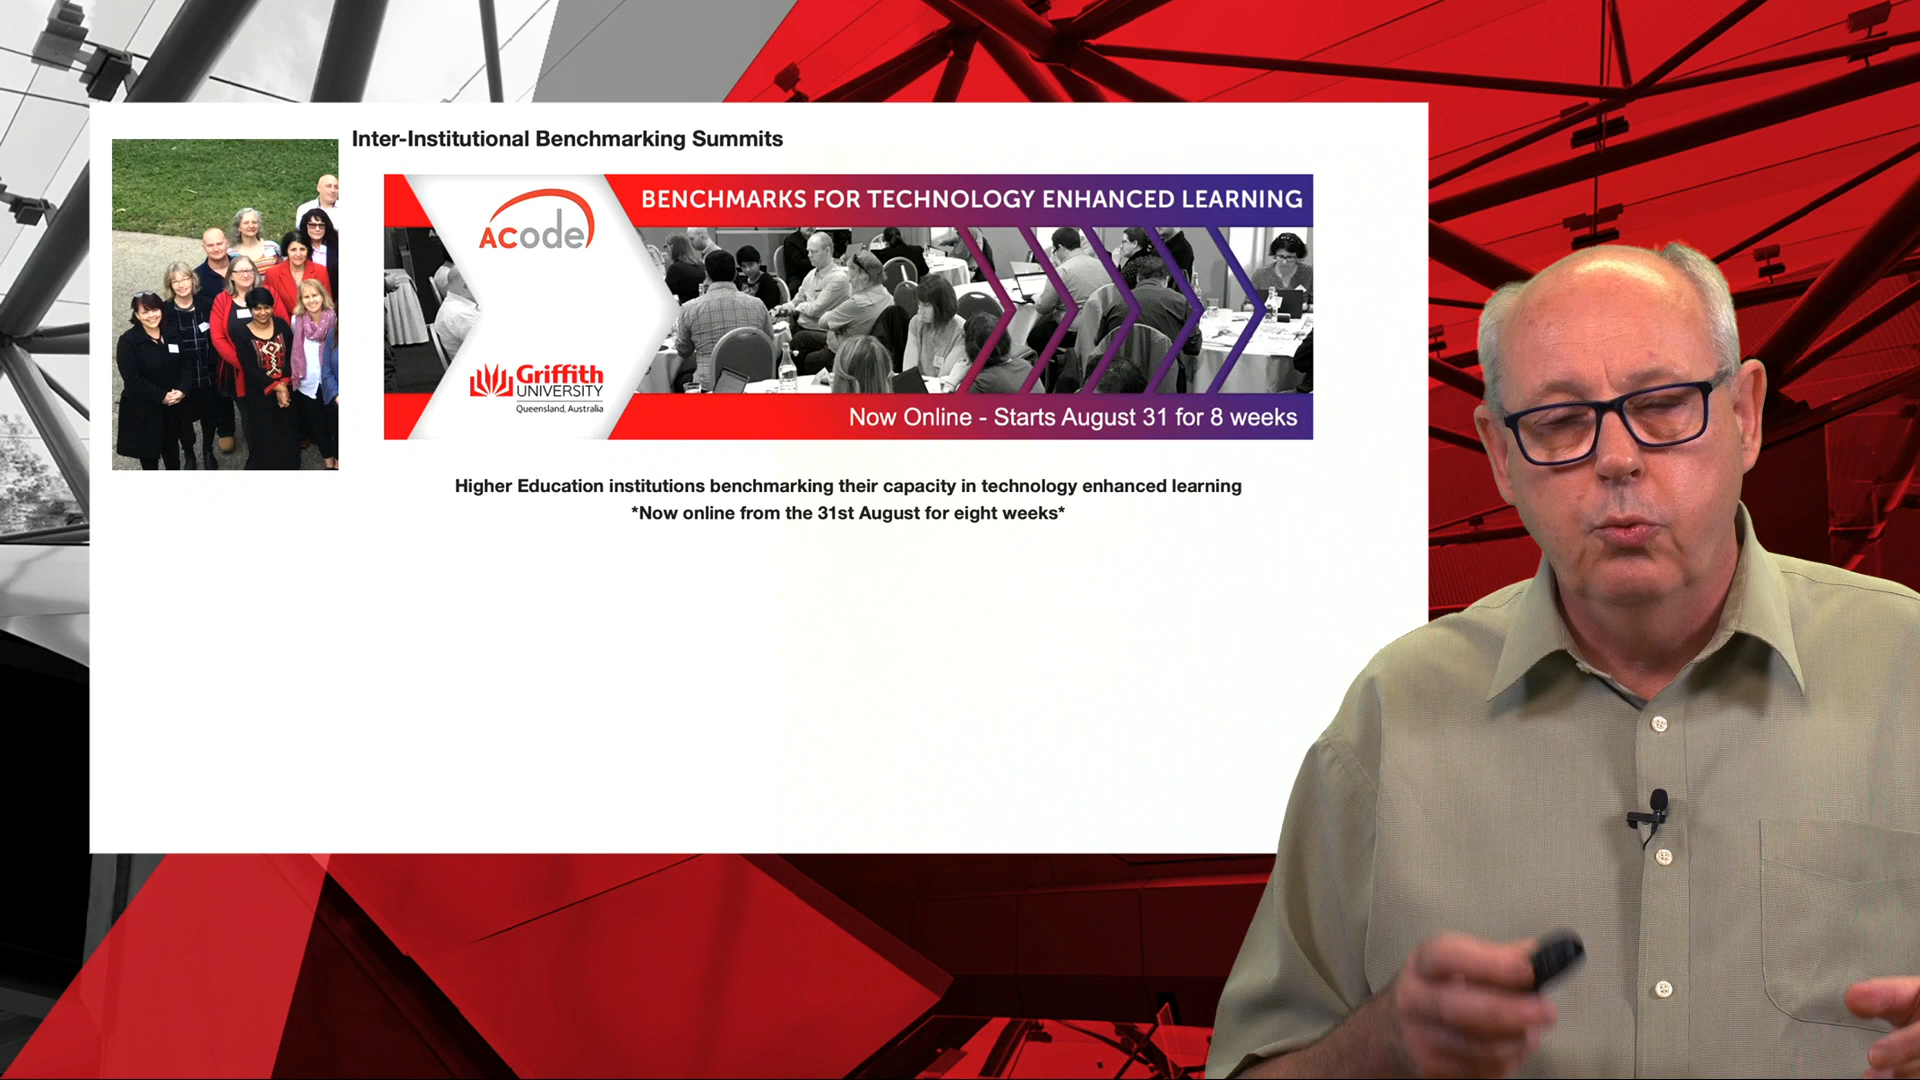 Inter-Institutional Benchmarking Summits
ACode
BENCHMARKS FOR TECHNOLOGY ENHANCED LEARNING
Griffith
UNIVERSITY
Queensland, Australia
Now Online - Starts August 31 for 8 weeks
Higher Education institutions benchmarking their capacity in technology enhanced learning
*Now online from the 31st August for eight weeks*